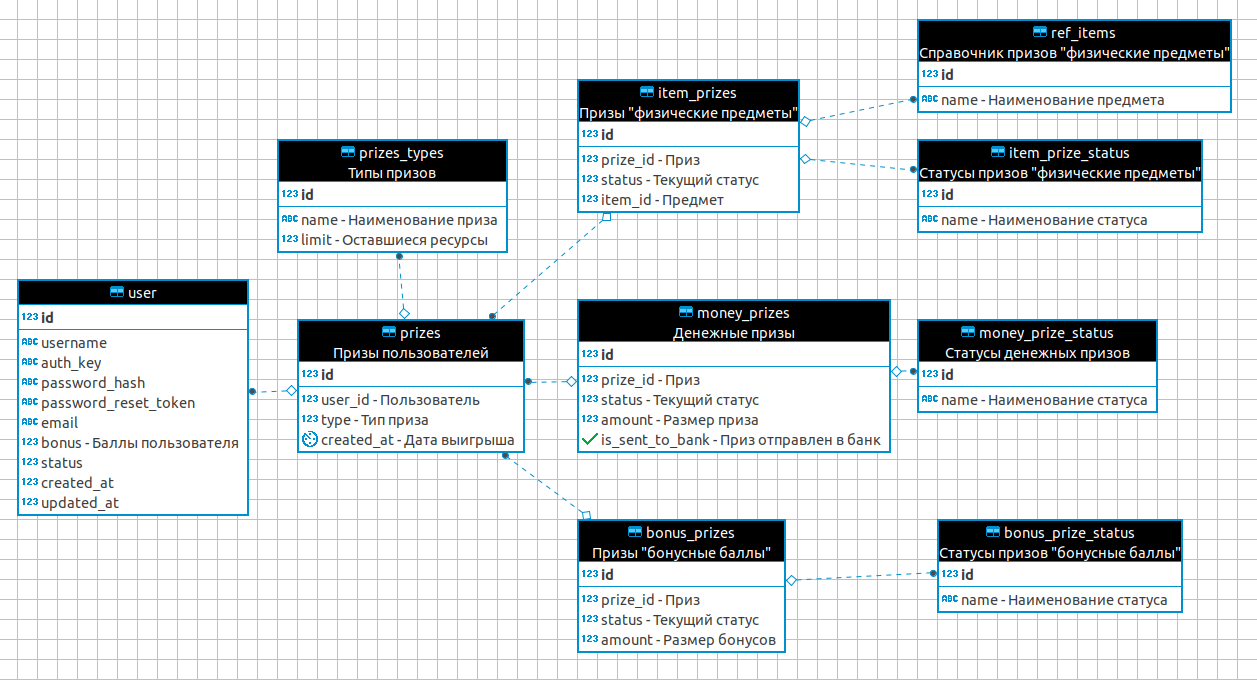 user
123 id
ABC username
ABC auth_key
ABC password_hash
ABC password_reset_token
ABC email
123 bonus - Баллы пользователя
123 status
123 created_at
123 updated_at
prizes_types
Типы призов
123 id
ABC name - Наименование приза
123 limit - Оставшиеся ресурсы
prizes
Призы пользователей
123 id
123 user_id - Пользователь
123 type - Тип приза
created_at - Дата выигрыша
item_prizes
Призы "физические предметы"
123 id
123 prize_id - Приз
123 status - Текущий статус
123 item_id - Предмет
money_prizes
Денежные призы
123 id
123 prize_id - Приз
123 status - Текущий статус
123 amount - Размер приза
is_sent_to_bank - Приз отправлен в банк
bonus_prizes
Призы "бонусные баллы"
123 id
123 prize_id - Приз
123 status - Текущий статус
123 amount - Размер бонусов
ref_items
Справочник призов "физические предметы"
123 id
ABC name - Наименование предмета
item_prize_status
Статусы призов "физические предметы"
123 id
ABC name - Наименование статуса
money_prize_status
Статусы денежных призов
123 id
ABC name - Наименование статуса
bonus_prize_status
Статусы призов "бонусные баллы"
123 id
ABC name - Наименование статуса